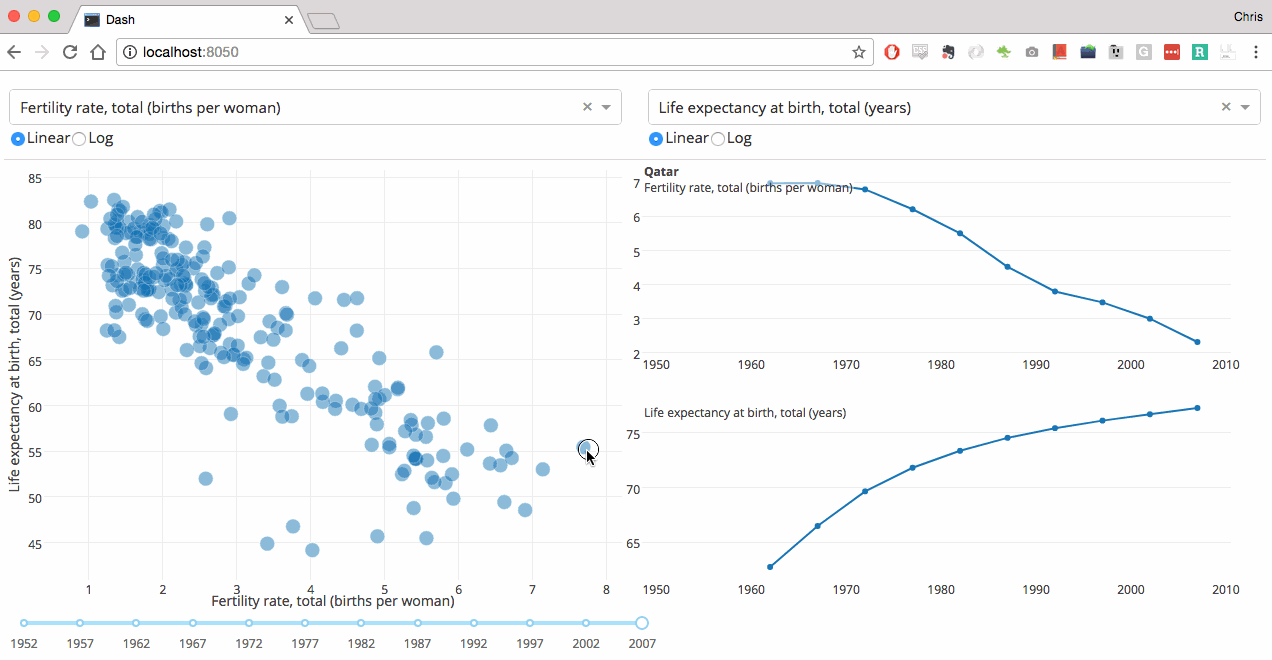 Dash
Chris
localhost:8050
Fertility rate, total (births per woman)
Life expectancy at birth, total (years)
Linear Log
Linear Log
85
80
75
70
65
60
55
50
45
Life expectancy at birth, total (years)
1 2 3 4 5 6 7 8
Fertility rate, total (births per woman)
1952 1957 1962 1967 1972 1977 1982 1987 1992 1997 2002 2007
Qatar
Fertility rate, total (births per woman)
7
6
5
4
3
2
1950 1960 1970 1980 1990 2000 2010
Life expectancy at birth, total (years)
75
70
65
1950 1960 1970 1980 1990 2000 2010